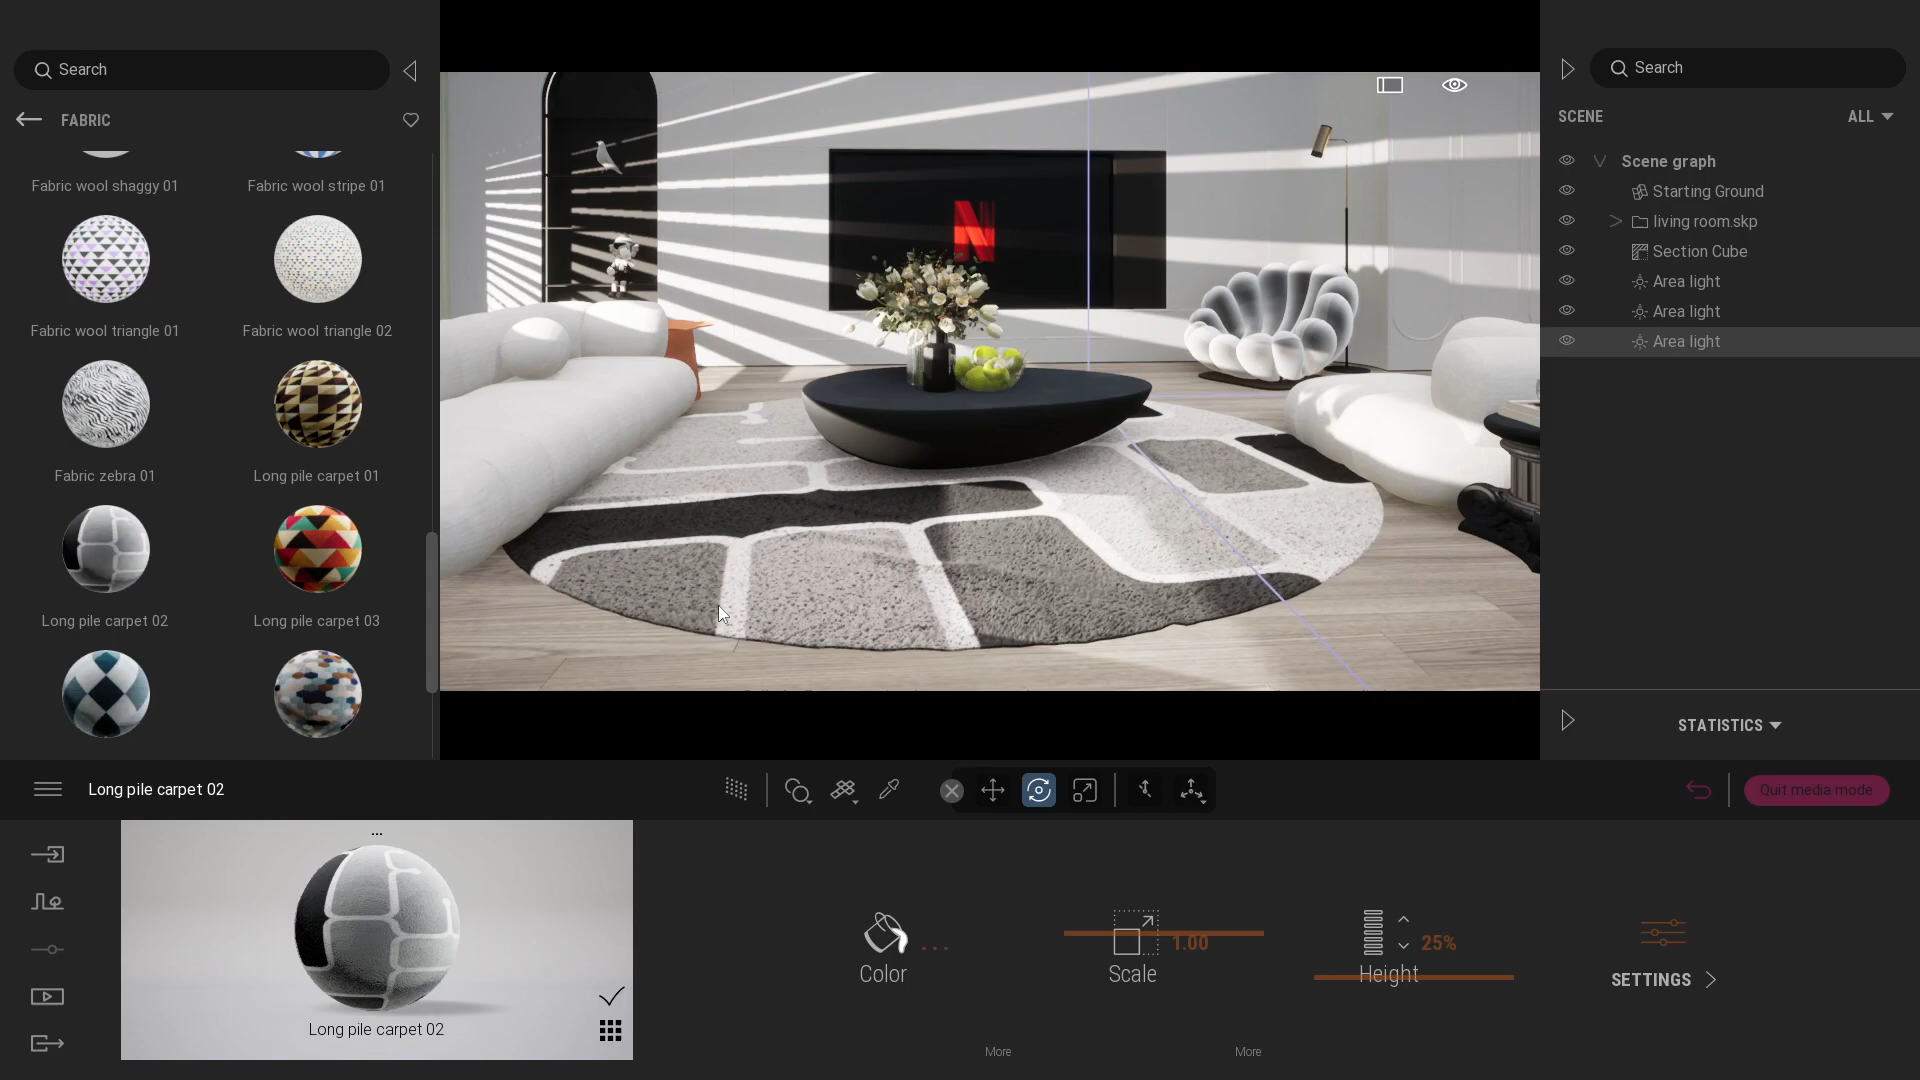 Search
FABRIC
Fabric wool shaggy 01
Fabric wool stripe 01
Fabric wool triangle 01
Fabric wool triangle 02
Fabric zebra 01
Long pile carpet 01
Long pile carpet 02
Long pile carpet 03
N
Search
SCENE
ALL
Scene graph
Starting Ground
living room.skp
Section Cube
Area light
Area light
Area light
STATISTICS
Long pile carpet 02
Quit media mode
...
Long pile carpet 02
Color
...
Scale
1.00
Height
25%
SETTINGS
More
More